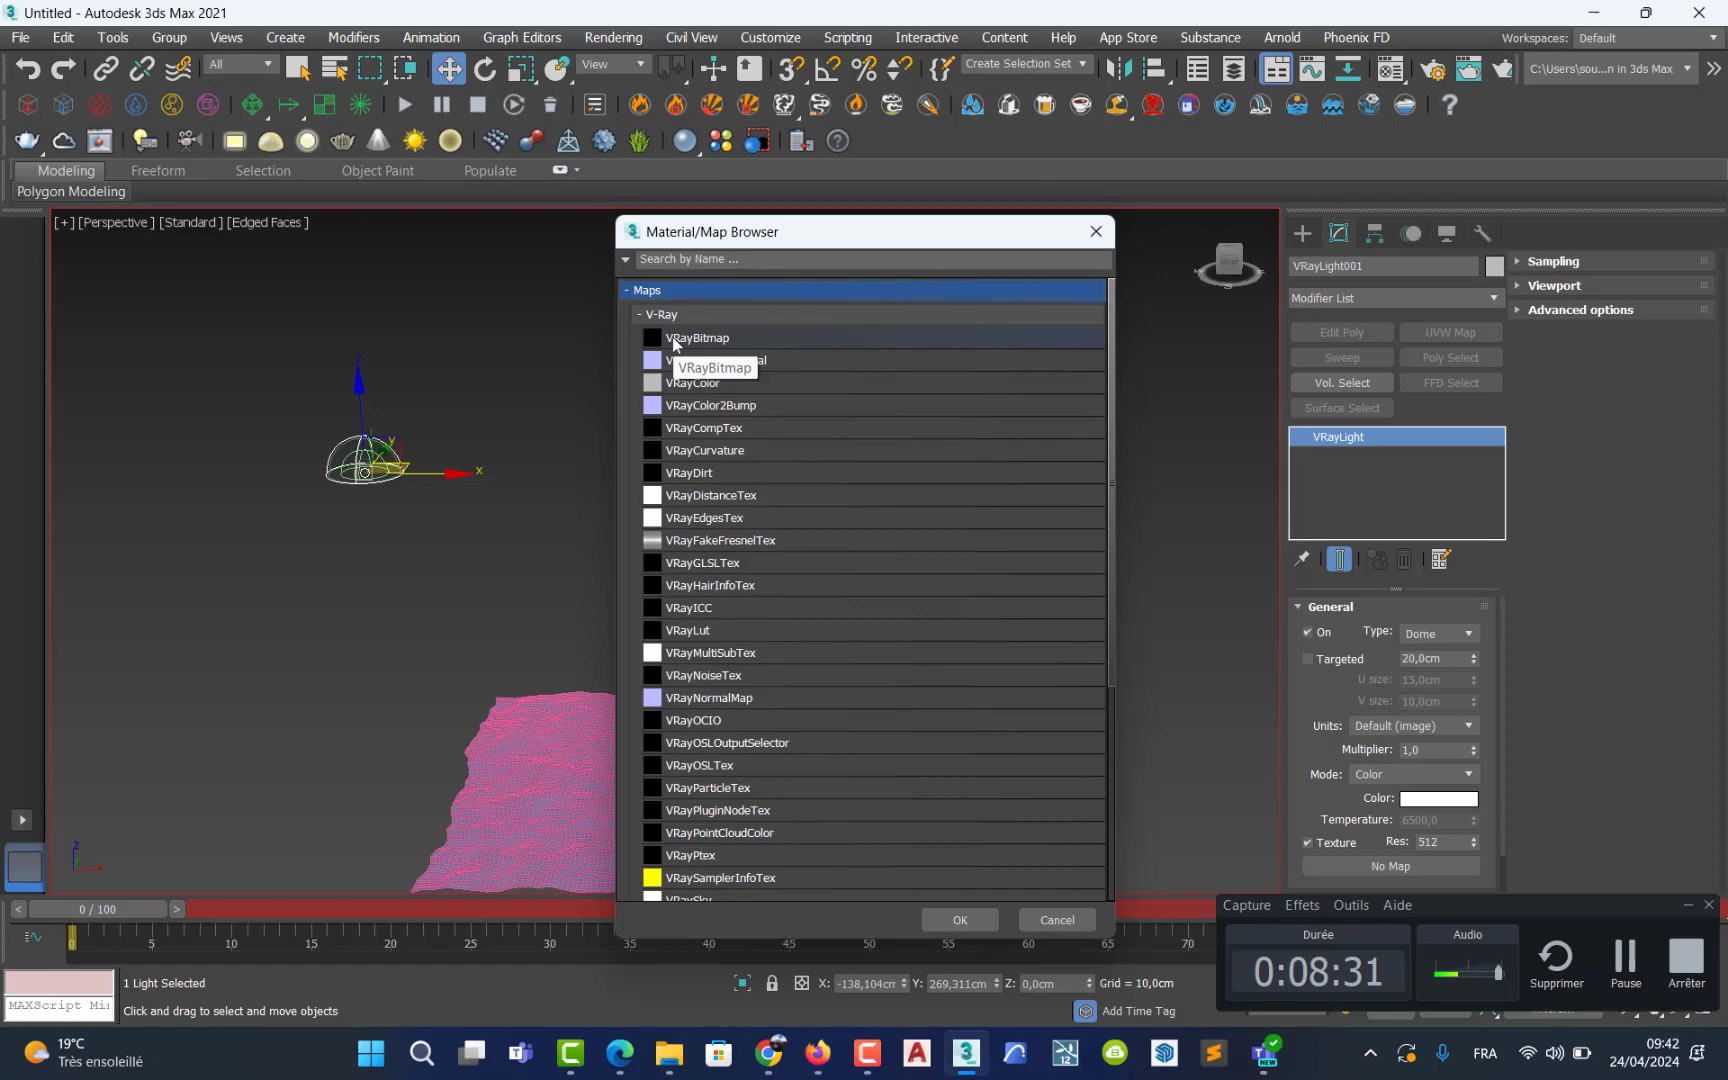 Untitled - Autodesk 3ds Max 2021
File Edit Tools Group Views Create Modifiers Animation Graph Editors Rendering Civil View Customize Scripting Interactive Content Help App Store Substance Arnold Phoenix FD Workspaces: Default
All View Create Selection Set C:\Users\sou...n in 3ds Max
Modeling Freeform Selection Object Paint Populate
Polygon Modeling
[+] [Perspective ] [Standard ] [Edged Faces ]
Material/Map Browser
Search by Name ...
- Maps
- V-Ray
VRayBitmap
VRayBitmap
VRayColor
VRayColor2Bump
VRayCompTex
VRayCurvature
VRayDirt
VRayDistanceTex
VRayEdgesTex
VRayFakeFresnelTex
VRayGLSLTex
VRayHairInfoTex
VRayICC
VRayLut
VRayMultiSubTex
VRayNoiseTex
VRayNormalMap
VRayOCIO
VRayOSLOutputSelector
VRayOSLTex
VRayParticleTex
VRayPluginNodeTex
VRayPointCloudColor
VRayPtex
VRaySamplerInfoTex
VRaySky
OK Cancel
z
y
x
z
x
VRayLight001
Modifier List
Edit Poly UVW Map
Sweep Poly Select
Vol. Select FFD Select
Surface Select
VRayLight
Sampling
Viewport
Advanced options
General
On Type: Dome
Targeted 20,0cm
U size: 15,0cm
V size: 10,0cm
Units: Default (image)
Multiplier: 1,0
Mode: Color
Color:
Temperature: 6500,0
Texture Res: 512
No Map
< 0 / 100 >
0 5 10 15 20 25 30 35 40 45 50 55 60 65 70
Capture Effets Outils Aide
Durée Audio
0:08:31
Supprimer Pause Arrêter
1 Light Selected
MAXScript Mi
Click and drag to select and move objects
X: -138,104cm Y: 269,311cm Z: 0,0cm Grid = 10,0cm
Add Time Tag
19°C
Très ensoleillé
12
NEW
FRA
09:42
24/04/2024